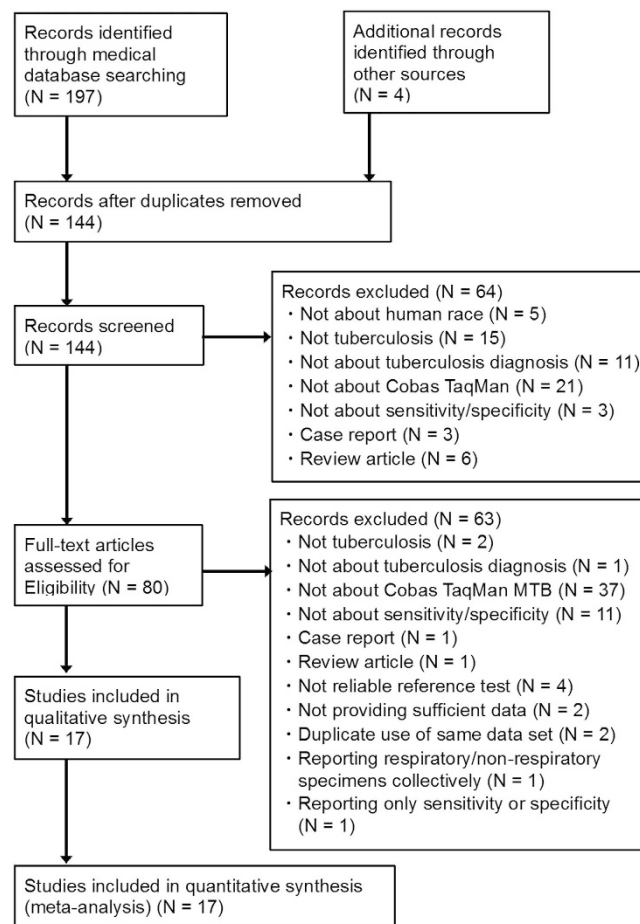 Records identified
through medical
database searching
(N = 197)
Additional records
identified through
other sources
(N = 4)
Records after duplicates removed
(N = 144)
Records screened
(N = 144)
Records excluded (N = 64)
・Not about human race (N = 5)
・Not tuberculosis (N = 15)
・Not about tuberculosis diagnosis (N = 11)
・Not about Cobas TaqMan (N = 21)
・Not about sensitivity/specificity (N = 3)
・Case report (N = 3)
・Review article (N = 6)
Full-text articles
assessed for
Eligibility (N = 80)
Records excluded (N = 63)
・Not tuberculosis (N = 2)
・Not about tuberculosis diagnosis (N = 1)
・Not about Cobas TaqMan MTB (N = 37)
・Not about sensitivity/specificity (N = 11)
・Case report (N = 1)
・Review article (N = 1)
・Not reliable reference test (N = 4)
・Not providing sufficient data (N = 2)
・Duplicate use of same data set (N = 2)
・Reporting respiratory/non-respiratory
specimens collectively (N = 1)
・Reporting only sensitivity or specificity
(N = 1)
Studies included in
qualitative synthesis
(N = 17)
Studies included in quantitative synthesis
(meta-analysis) (N = 17)